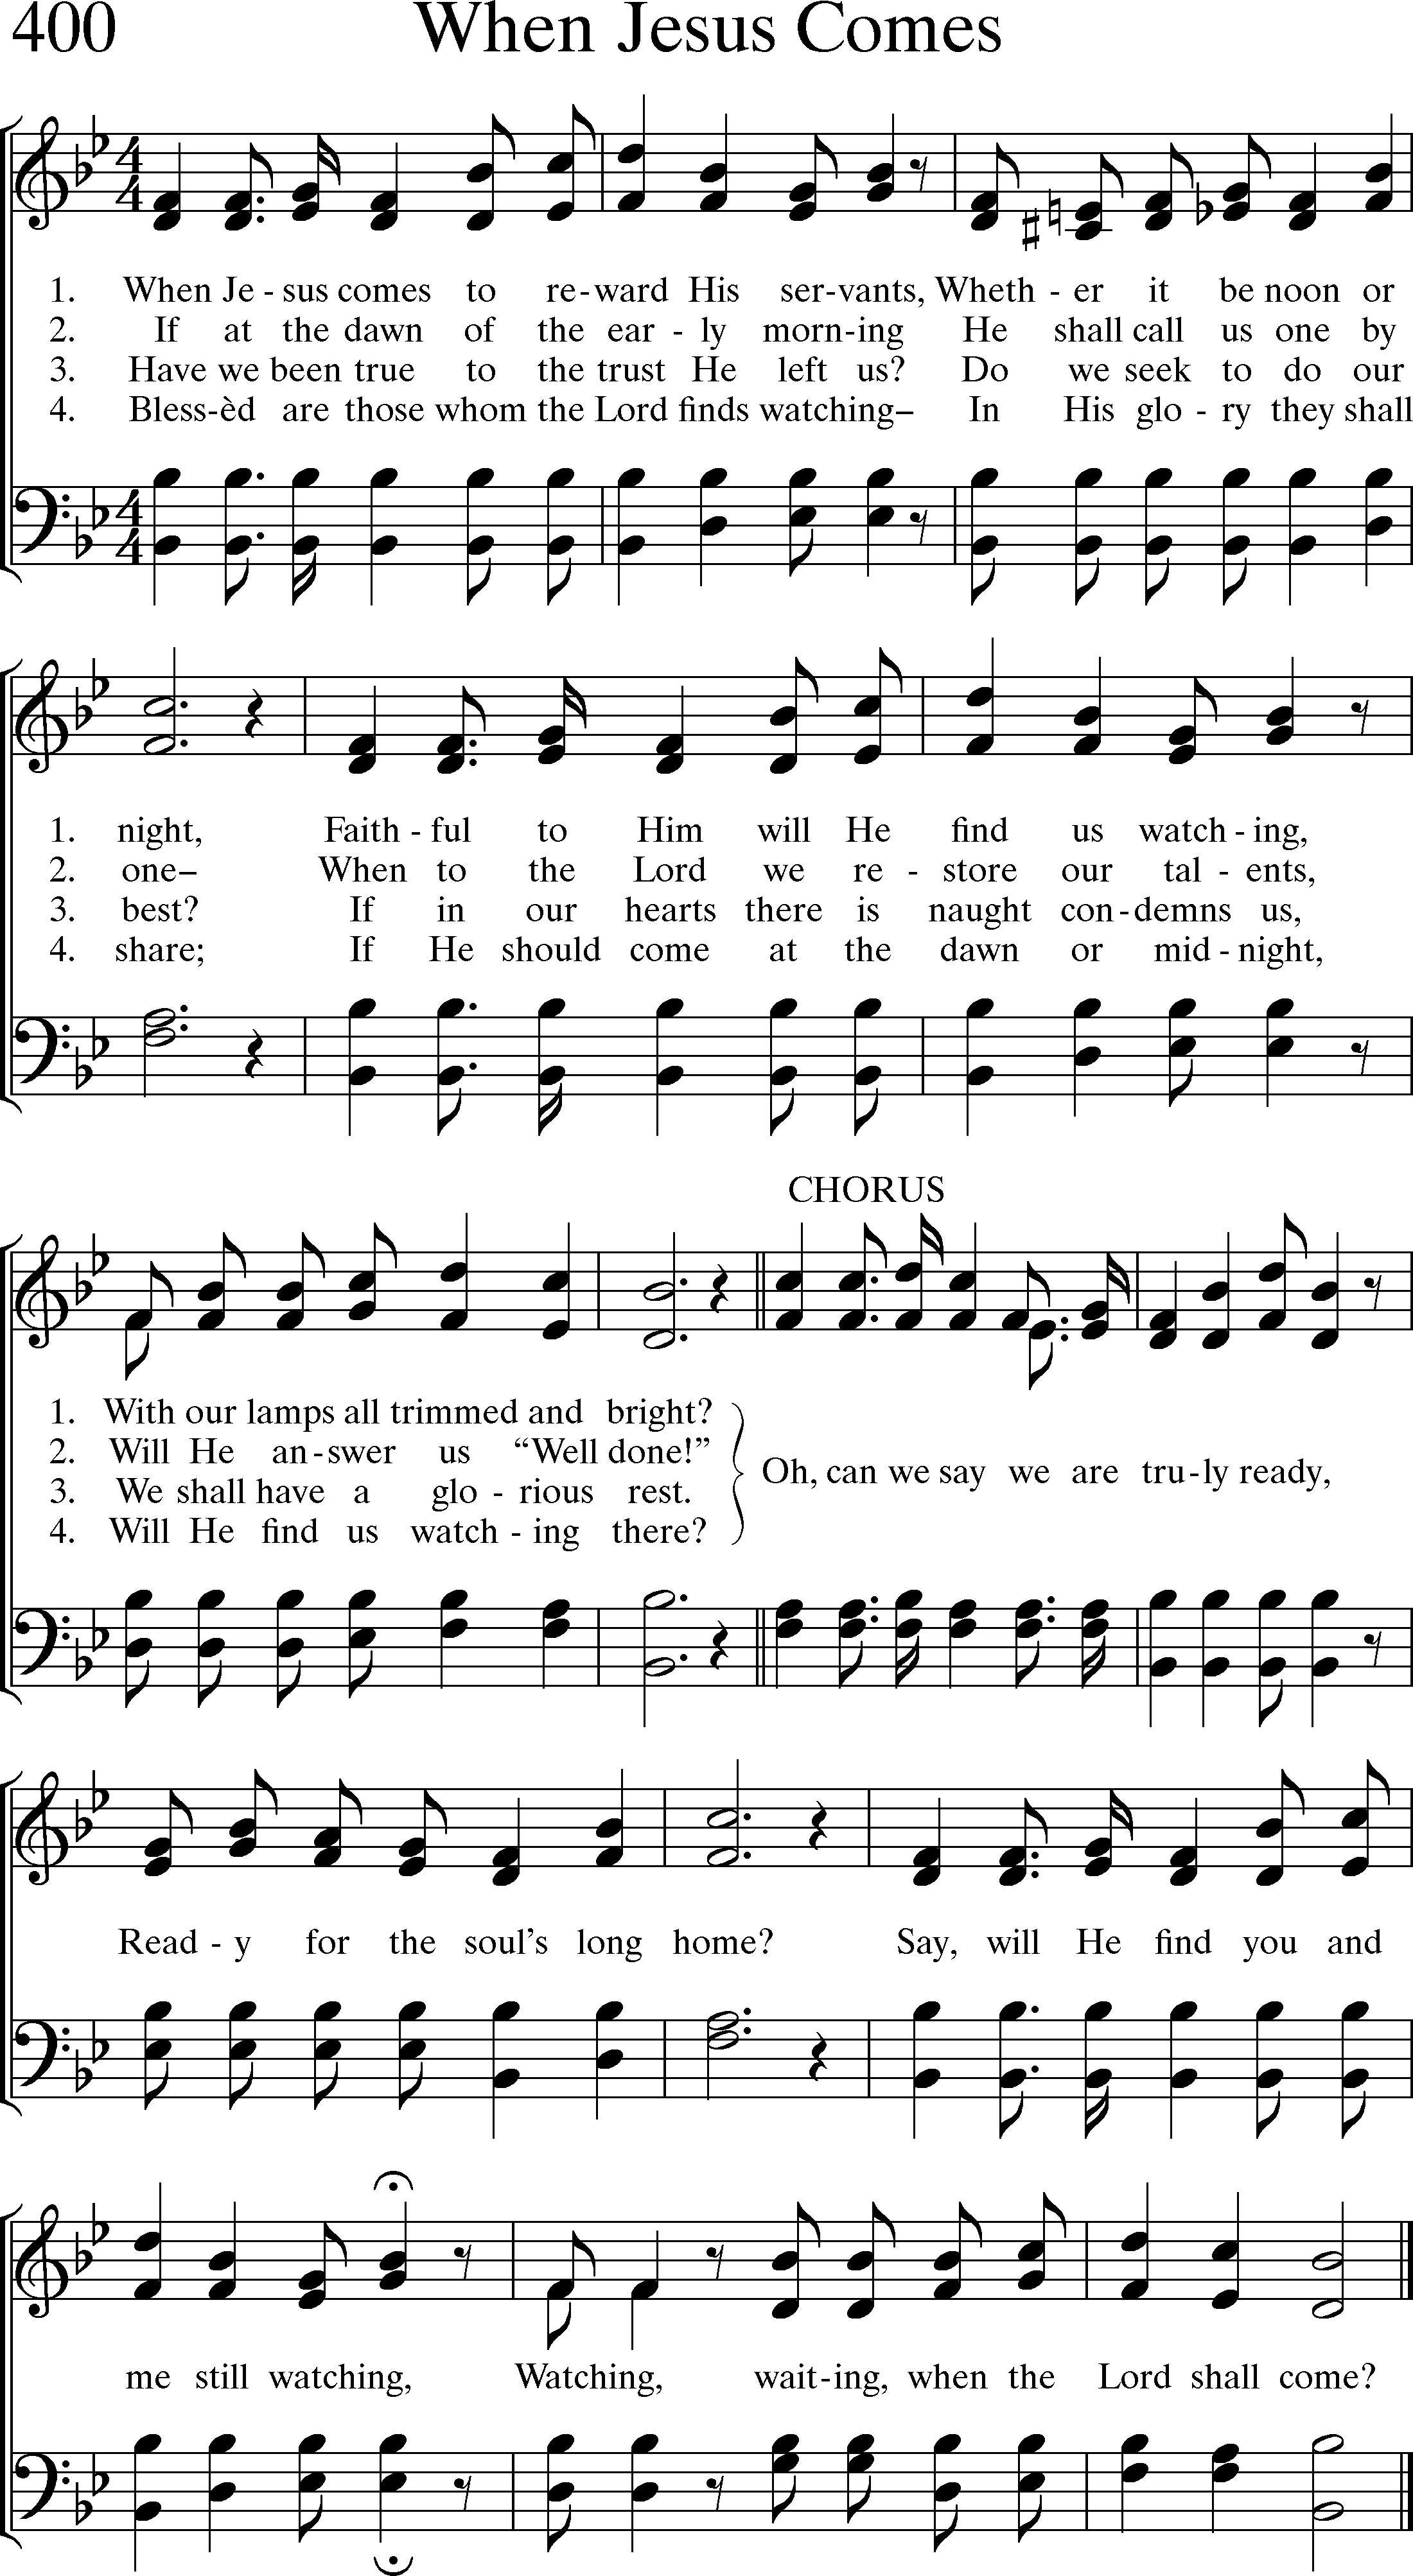 400 When Jesus Comes
1. When Je - sus comes to re - ward His ser - vants, Wheth - er it be noon or
2. If at the dawn of the ear - ly morn - ing He shall call us one by
3. Have we been true to the trust He left us? Do we seek to do our
4. Bless - èd are those whom the Lord finds watching– In His glo - ry they shall
1. night, Faith - ful to Him will He find us watch - ing,
2. one– When to the Lord we re - store our tal - ents,
3. best? If in our hearts there is naught con - demns us,
4. share; If He should come at the dawn or mid - night,
CHORUS
1. With our lamps all trimmed and bright?
2. Will He an - swer us “Well done!”
Oh, can we say we are tru - ly ready,
3. We shall have a glo - rious rest.
4. Will He find us watch - ing there?
Read - y for the soul’s long home? Say, will He find you and
me still watching, Watching, wait - ing, when the Lord shall come?